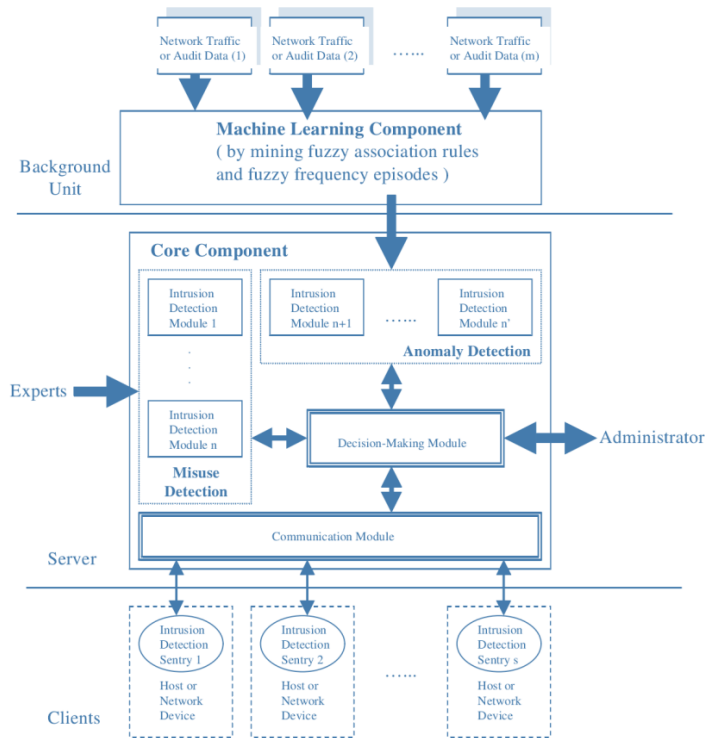 Network Traffic
or Audit Data (1)
Network Traffic
or Audit Data (2)
......
Network Traffic
or Audit Data (m)
Machine Learning Component
( by mining fuzzy association rules
and fuzzy frequency episodes )
Background
Unit
Core Component
Intrusion
Detection
Module 1
.
.
.
Intrusion
Detection
Module n
Misuse
Detection
Intrusion
Detection
Module n+1
......
Intrusion
Detection
Module n'
Anomaly Detection
Experts
Decision-Making Module
Administrator
Communication Module
Server
Intrusion
Detection
Sentry 1
Host or
Network
Device
Intrusion
Detection
Sentry 2
Host or
Network
Device
......
Intrusion
Detection
Sentry s
Host or
Network
Device
Clients